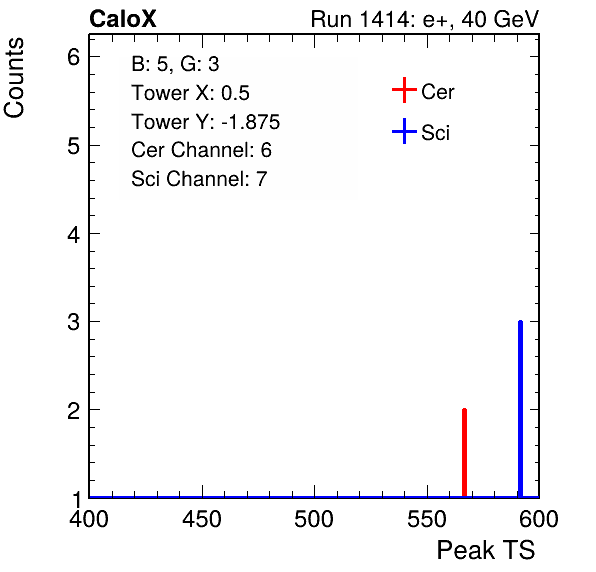 CaloX Run 1414: e+, 40 GeV
Counts
B: 5, G: 3
Tower X: 0.5
Tower Y: -1.875
Cer Channel: 6
Sci Channel: 7
Cer
Sci
6
5
4
3
2
1
400 450 500 550 600
Peak TS